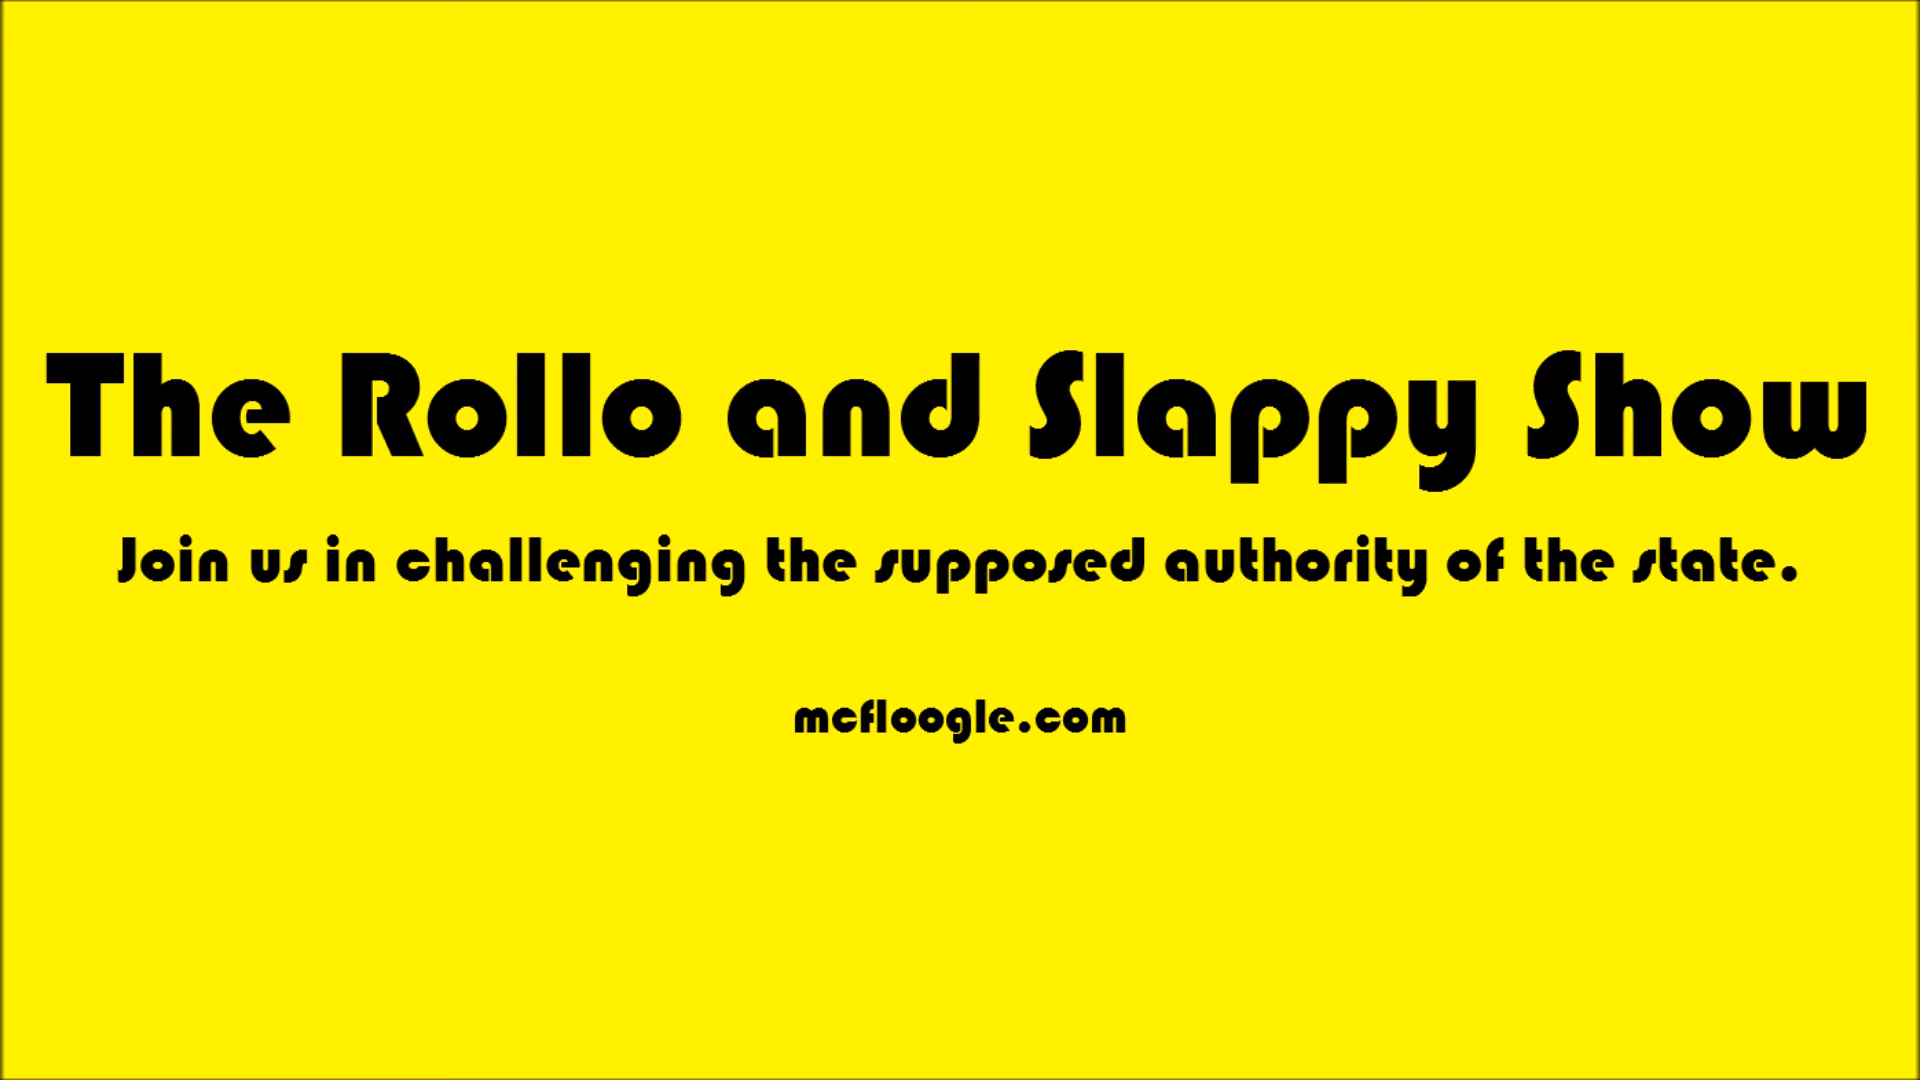 The Rollo and Slappy Show
Join us in challenging the supposed authority of the state.
mcfloogle.com